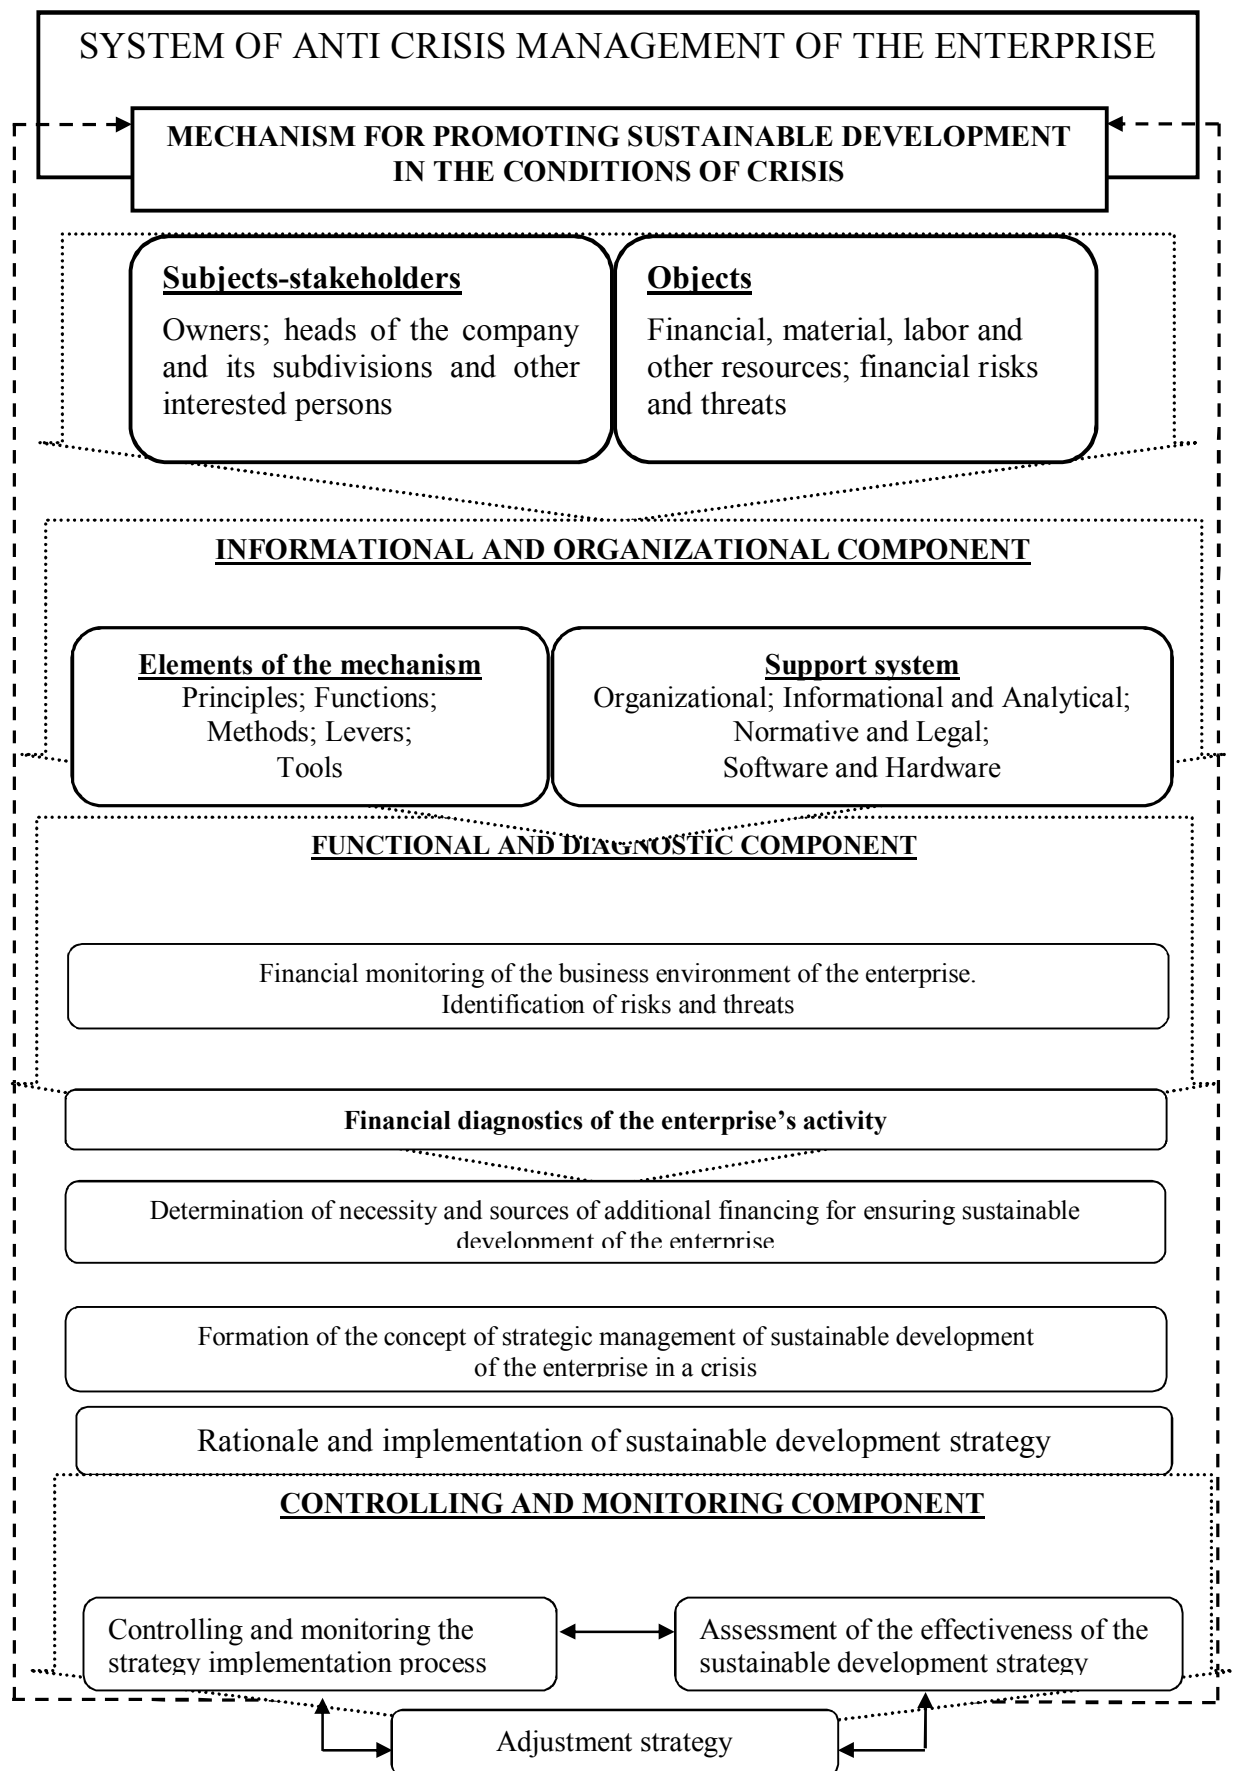 SYSTEM OF ANTI CRISIS MANAGEMENT OF THE ENTERPRISE
MECHANISM FOR PROMOTING SUSTAINABLE DEVELOPMENT
IN THE CONDITIONS OF CRISIS
Subjects-stakeholders
Owners; heads of the company
and its subdivisions and other
interested persons
Objects
Financial, material, labor and
other resources; financial risks
and threats
INFORMATIONAL AND ORGANIZATIONAL COMPONENT
Elements of the mechanism
Principles; Functions;
Methods; Levers;
Tools
Support system
Organizational; Informational and Analytical;
Normative and Legal;
Software and Hardware
FUNCTIONAL AND DIAGNOSTIC COMPONENT
Financial monitoring of the business environment of the enterprise.
Identification of risks and threats
Financial diagnostics of the enterprise’s activity
Determination of necessity and sources of additional financing for ensuring sustainable
development of the enterprise
Formation of the concept of strategic management of sustainable development
of the enterprise in a crisis
Rationale and implementation of sustainable development strategy
CONTROLLING AND MONITORING COMPONENT
Controlling and monitoring the
strategy implementation process
Assessment of the effectiveness of the
sustainable development strategy
Adjustment strategy